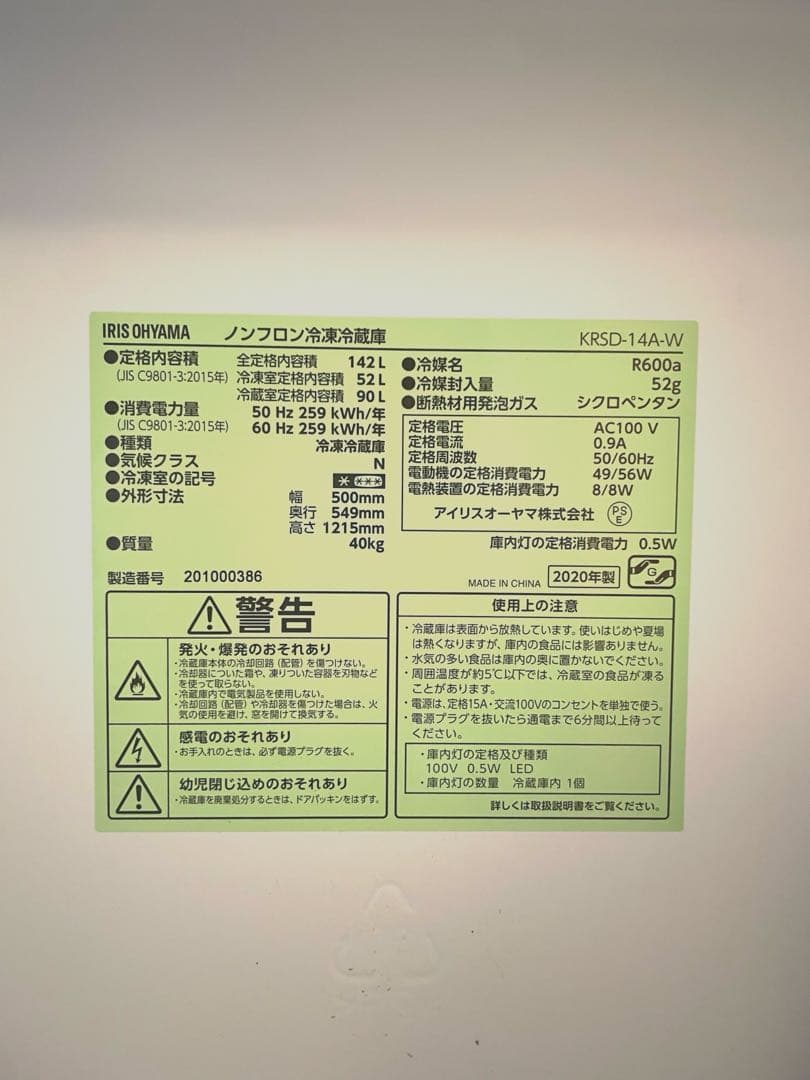 IRIS OHYAMA ノンフロン冷凍冷蔵庫 KRSD-14A-W
●定格内容積 全定格内容積 142 L
(JIS C9801-3:2015年) 冷凍室定格内容積 52 L
冷蔵室定格内容積 90 L
●消費電力量 50 Hz 259 kWh/年
(JIS C9801-3:2015年) 60 Hz 259 kWh/年
●種類 冷凍冷蔵庫
●気候クラス N
●冷凍室の記号 * ***
●外形寸法 幅 500mm
奥行 549mm
高さ 1215mm
●質量 40kg
製造番号 201000386
●冷媒名 R600a
●冷媒封入量 52g
●断熱材用発泡ガス シクロペンタン
定格電圧 AC100 V
定格電流 0.9A
定格周波数 50/60Hz
電動機の定格消費電力 49/56W
電熱装置の定格消費電力 8/8W
アイリスオーヤマ株式会社 PSE
庫内灯の定格消費電力 0.5W
MADE IN CHINA 2020年製 G
警告
発火・爆発のおそれあり
・冷蔵庫本体の冷却回路（配管）を傷つけない。
・冷却器についた霜や、凍りついた容器を刃物など
を使って取らない。
・冷蔵庫内で電気製品を使用しない。
・冷却回路（配管）や冷却器を傷つけた場合は、火
気の使用を避け、窓を開けて換気する。
感電のおそれあり
・お手入れのときは、必ず電源プラグを抜く。
幼児閉じ込めのおそれあり
・冷蔵庫を廃棄処分するときは、ドアパッキンをはずす。
使用上の注意
・冷蔵庫は表面から放熱しています。使いはじめや夏場
は熱くなりますが、庫内の食品には影響ありません。
・水気の多い食品は庫内の奥に置かないでください。
・周囲温度が約5℃以下では、冷蔵室の食品が凍る
ことがあります。
・電源は、定格15A・交流100Vのコンセントを単独で使う。
・電源プラグを抜いたら通電まで6分間以上待って
ください。
・庫内灯の定格及び種類
100V 0.5W LED
・庫内灯の数量 冷蔵庫内 1個
詳しくは取扱説明書をご覧ください。